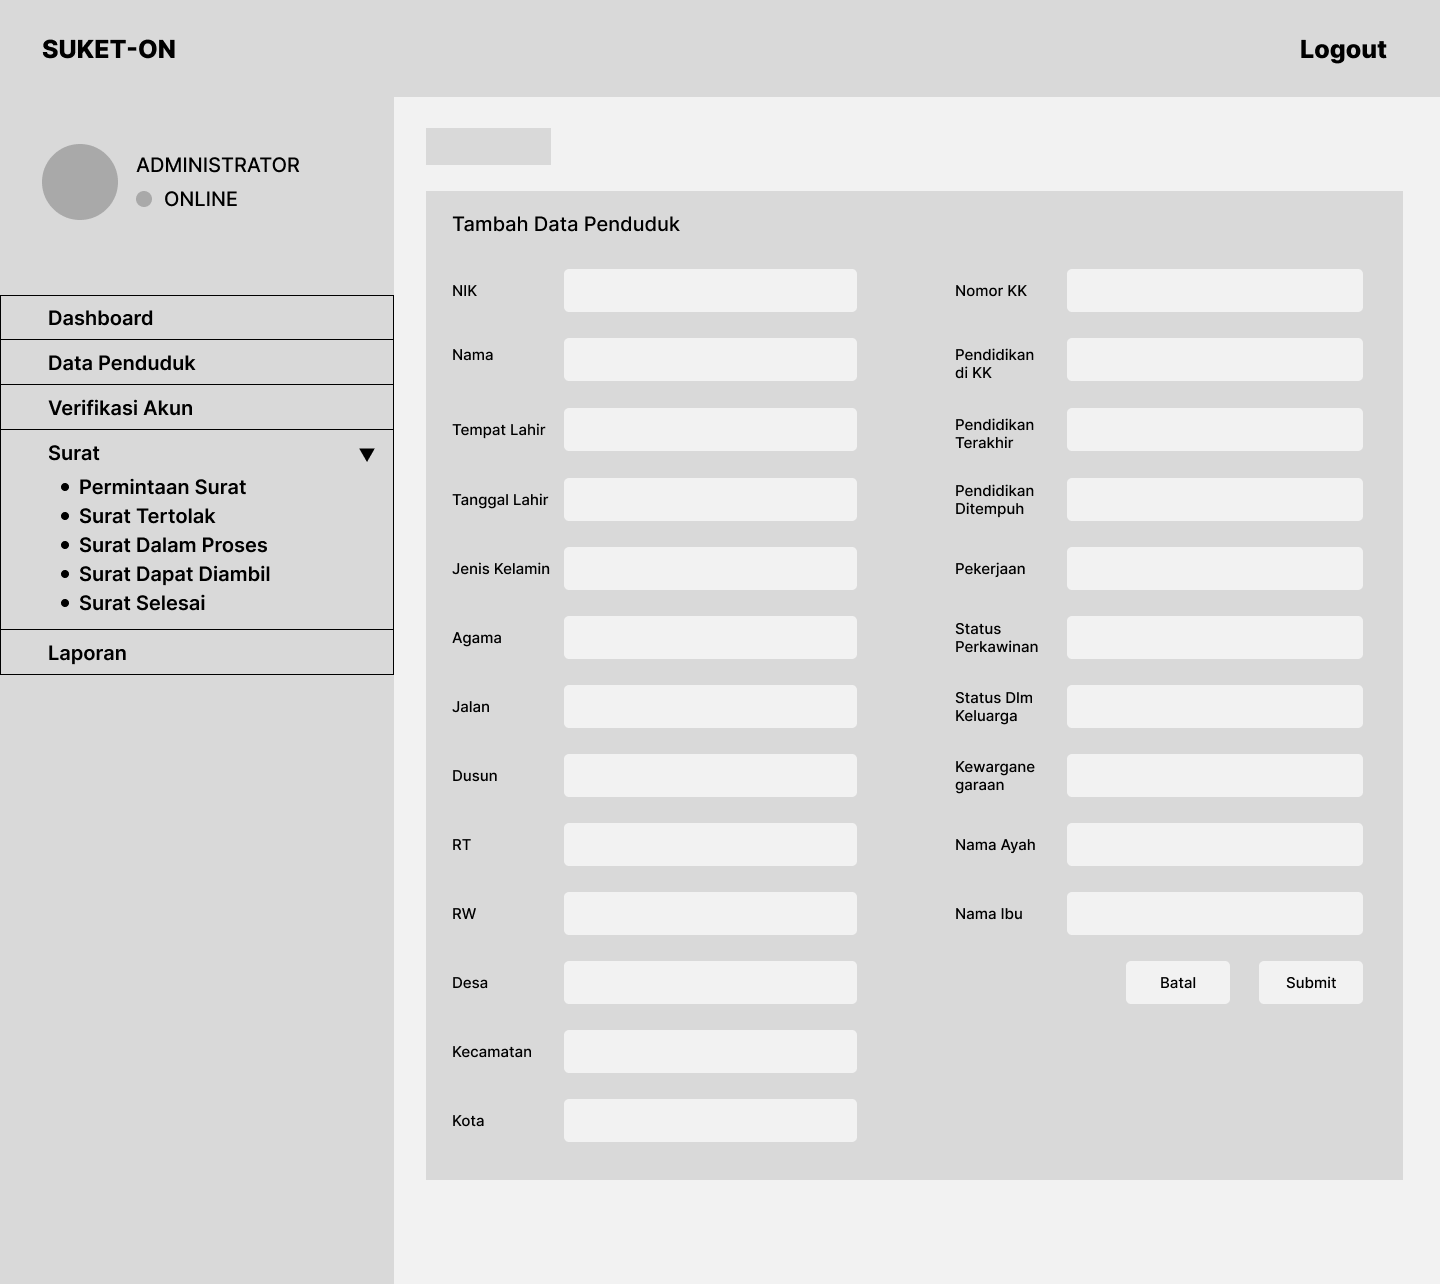 SUKET-ON
Logout
ADMINISTRATOR
ONLINE
Dashboard
Data Penduduk
Verifikasi Akun
Surat
Permintaan Surat
Surat Tertolak
Surat Dalam Proses
Surat Dapat Diambil
Surat Selesai
Laporan
Tambah Data Penduduk
NIK
Nama
Tempat Lahir
Tanggal Lahir
Jenis Kelamin
Agama
Jalan
Dusun
RT
RW
Desa
Kecamatan
Kota
Nomor KK
Pendidikan
di KK
Pendidikan
Terakhir
Pendidikan
Ditempuh
Pekerjaan
Status
Perkawinan
Status Dlm
Keluarga
Kewargane
garaan
Nama Ayah
Nama Ibu
Batal
Submit